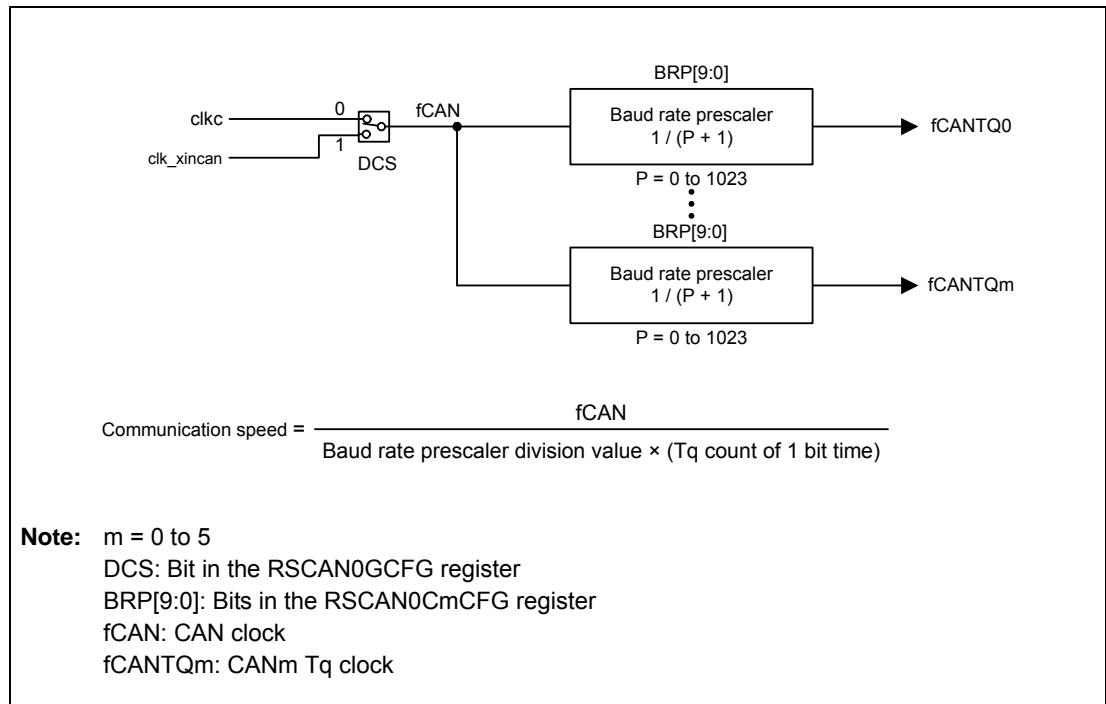 BRP[9:0]
clkc
0
fCAN
Baud rate prescaler
1 / (P + 1)
fCANTQ0
clk_xincan
1
DCS
P = 0 to 1023
BRP[9:0]
Baud rate prescaler
1 / (P + 1)
fCANTQm
P = 0 to 1023
fCAN
Communication speed =
Baud rate prescaler division value × (Tq count of 1 bit time)
Note: m = 0 to 5
DCS: Bit in the RSCAN0GCFG register
BRP[9:0]: Bits in the RSCAN0CmCFG register
fCAN: CAN clock
fCANTQm: CANm Tq clock